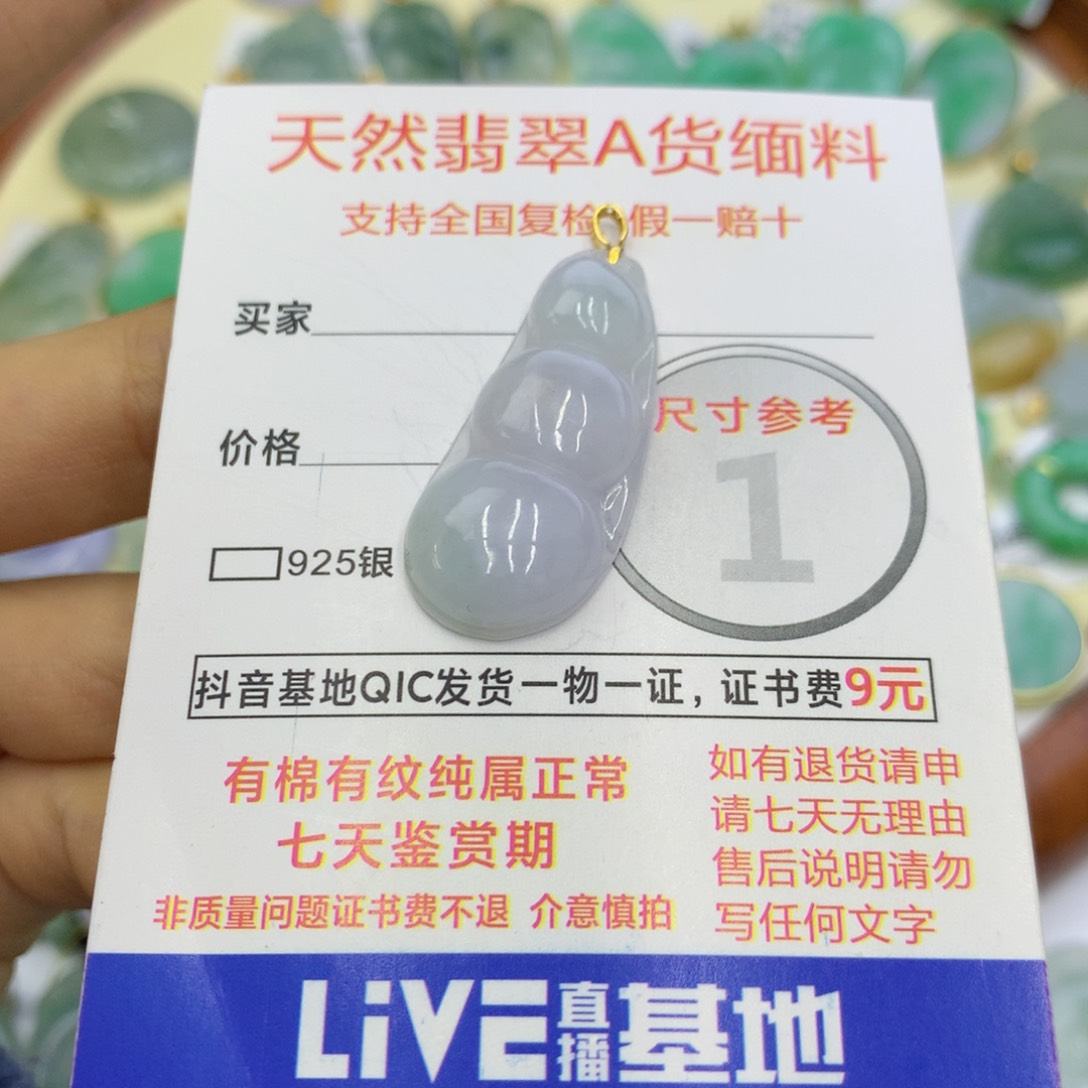 天然翡翠A货缅料
支持全国复检 假一赔十
买家
尺寸参考
1
价格
925银
抖音基地QIC发货一物一证，证书费9元
有棉有纹纯属正常
七天鉴赏期
非质量问题证书费不退 介意慎拍
如有退货请申
请七天无理由
售后说明请勿
写任何文字
LiVE直播基地